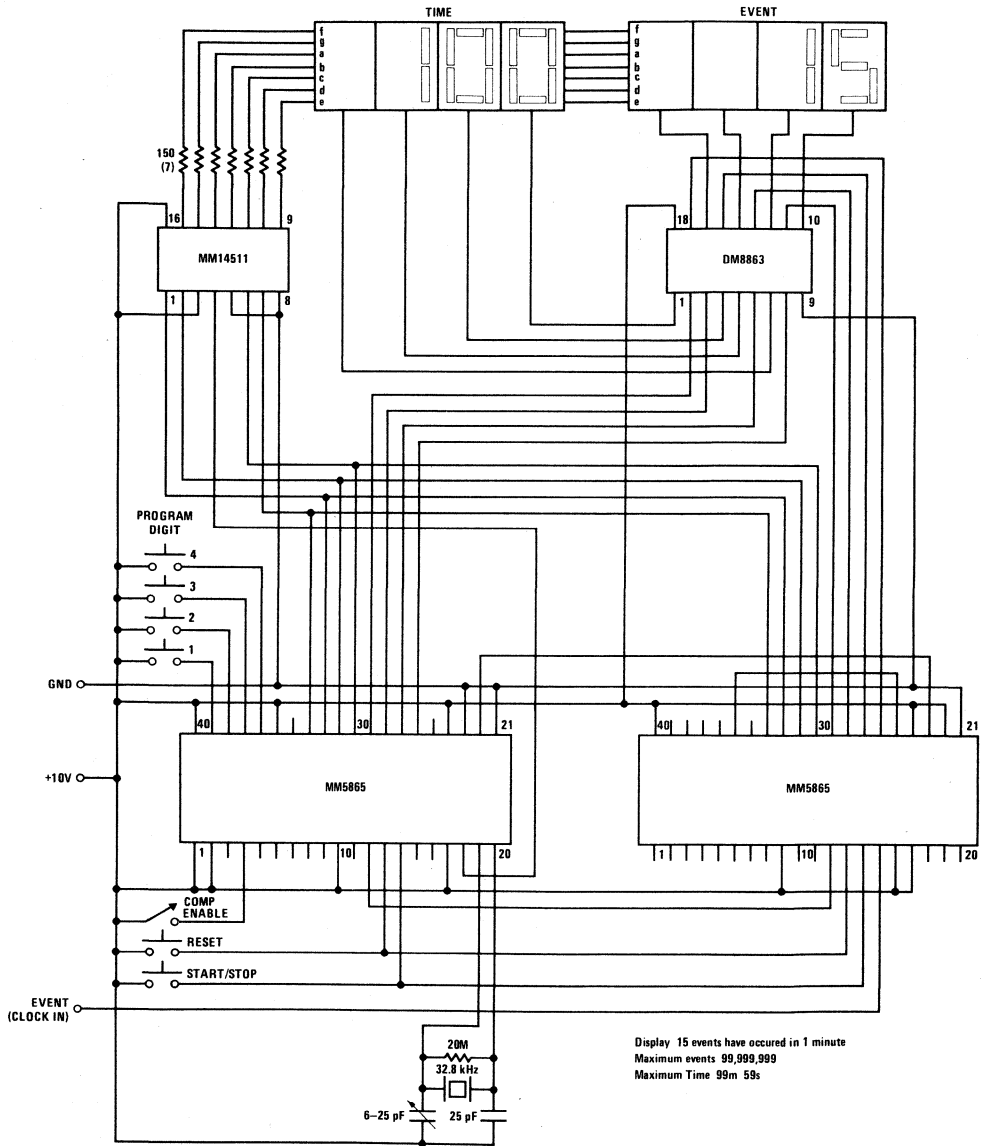 TIME
EVENT
f
g
a
b
c
d
e
f
g
a
b
c
d
e
150
(7)
16
9
MM14511
1
8
18
10
DM8863
1
9
PROGRAM
DIGIT
4
3
2
1
GND
40
30
21
MM5865
1
10
20
40
30
21
MM5865
1
10
20
+10V
COMP
ENABLE
RESET
START/STOP
EVENT
(CLOCK IN)
20M
32.8 kHz
6–25 pF
25 pF
Display 15 events have occured in 1 minute
Maximum events 99,999,999
Maximum Time 99m 59s